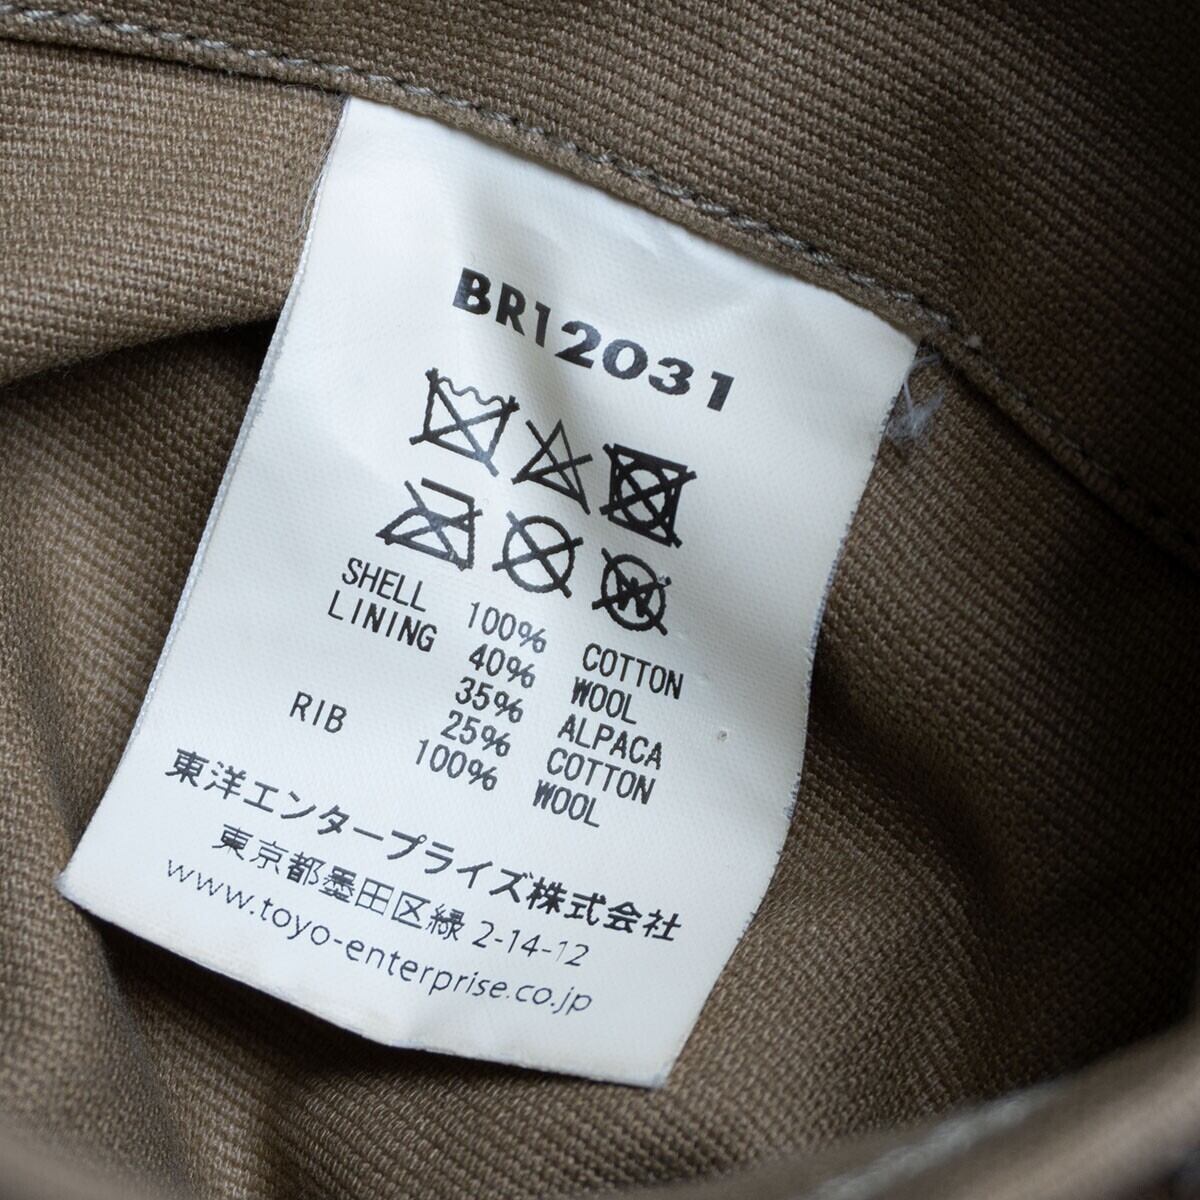 BR12031
W
SHELL 100% COTTON
LINING 40% WOOL
35% ALPACA
25% COTTON
RIB 100% WOOL
東洋エンタープライズ株式会社
東京都墨田区緑 2-14-12
www.toyo-enterprise.co.jp